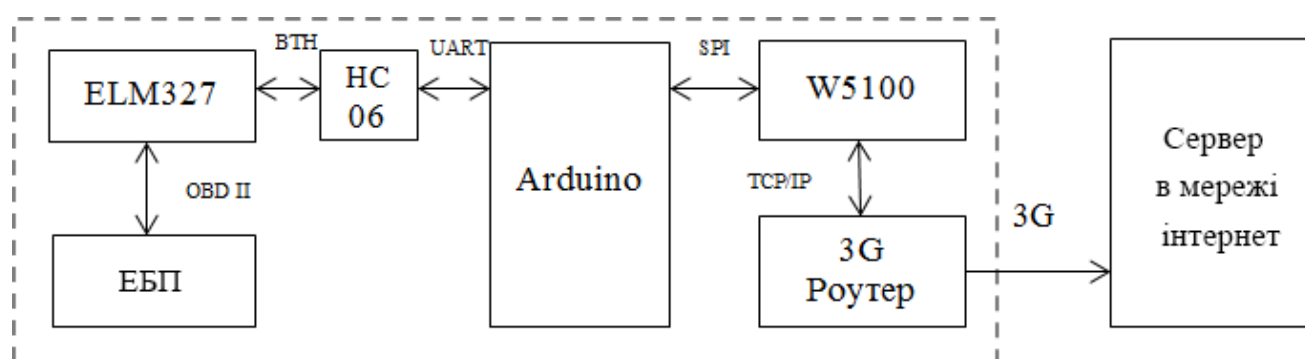 BTH
UART
SPI
ELM327
HC
06
W5100
Arduino
Сервер
в мережі
інтернет
OBD II
TCP/IP
3G
ЕБП
3G
Роутер